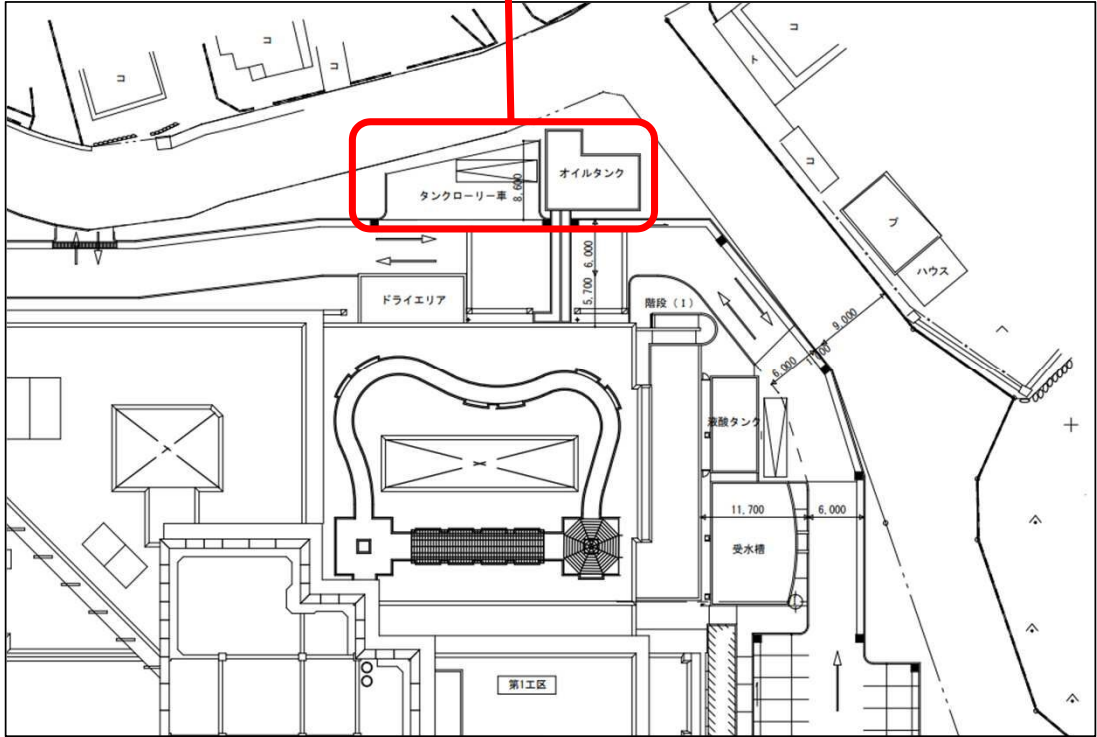 コ
コ
コ
コ
ト
コ
オイルタンク
タンクローリー車
8,600
プ
ハウス
6,000
5,700
ドライエリア
階段（１）
9,000
6,000
液酸タンク
11,700
6,000
受水槽
第1工区